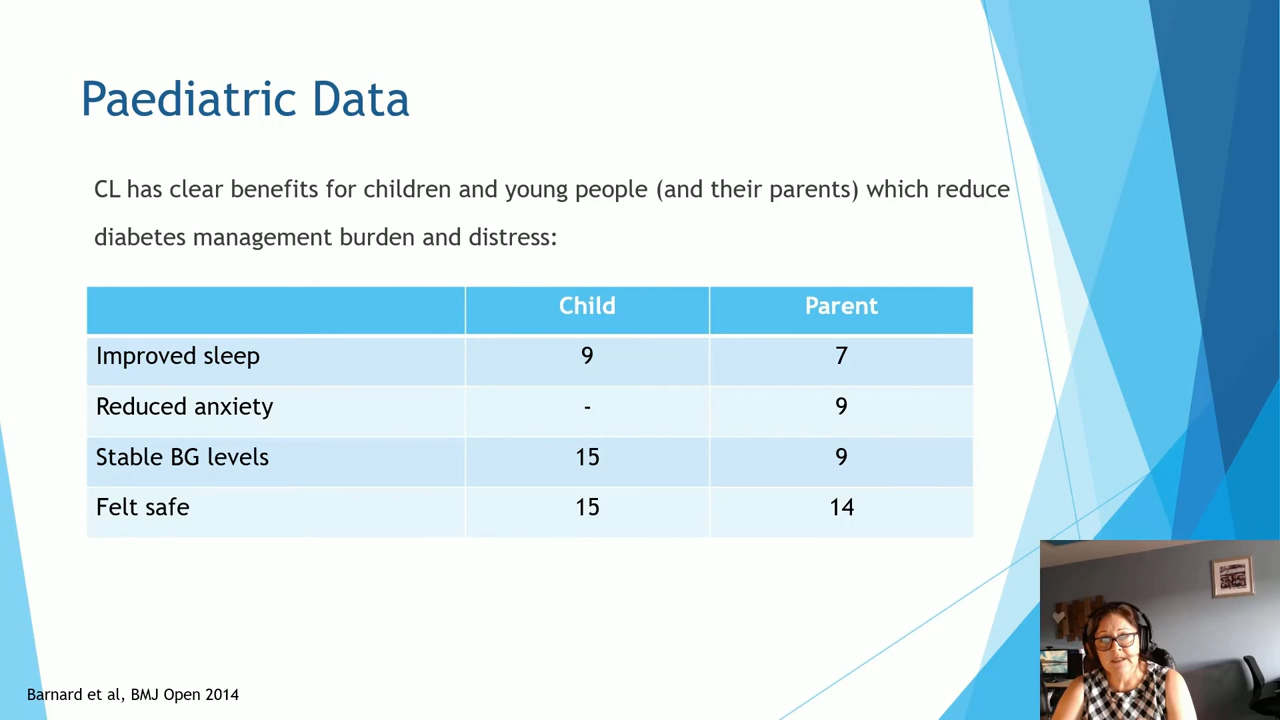 Paediatric Data
CL has clear benefits for children and young people (and their parents) which reduce
diabetes management burden and distress:
Child Parent
Improved sleep 9 7
Reduced anxiety - 9
Stable BG levels 15 9
Felt safe 15 14
Barnard et al, BMJ Open 2014